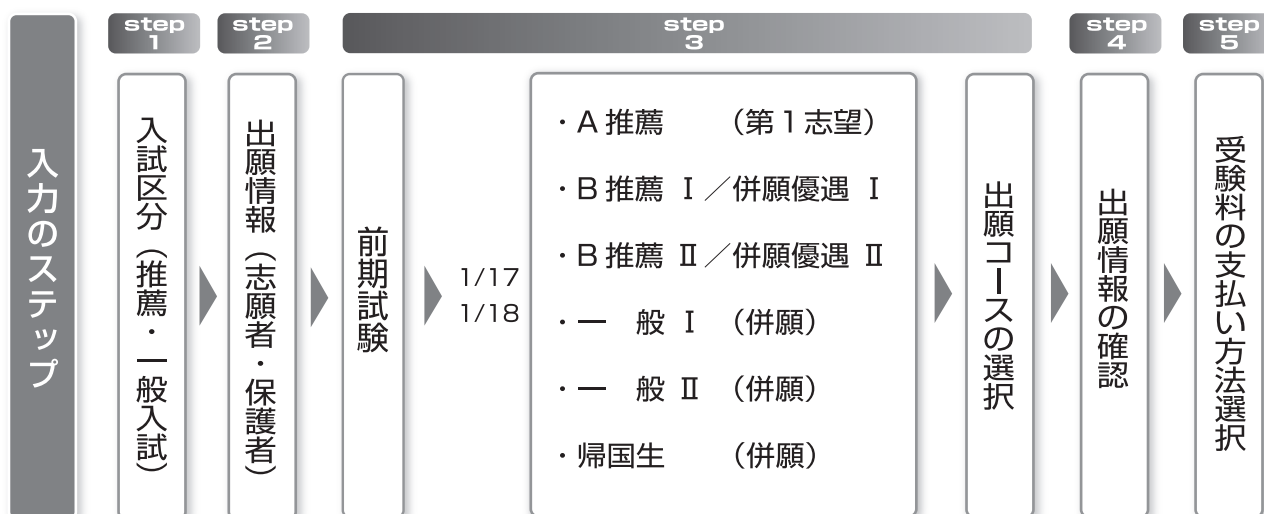 入力のステップ
step
1
入試区分（推薦・一般入試）
step
2
出願情報（志願者・保護者）
step
3
前期試験
1/17
1/18
・A 推薦　（第１志望）
・B 推薦 Ⅰ ／併願優遇 Ⅰ
・B 推薦 Ⅱ ／併願優遇 Ⅱ
・一　般 Ⅰ （併願）
・一　般 Ⅱ （併願）
・帰国生　（併願）
出願コースの選択
step
4
出願情報の確認
step
5
受験料の支払い方法選択